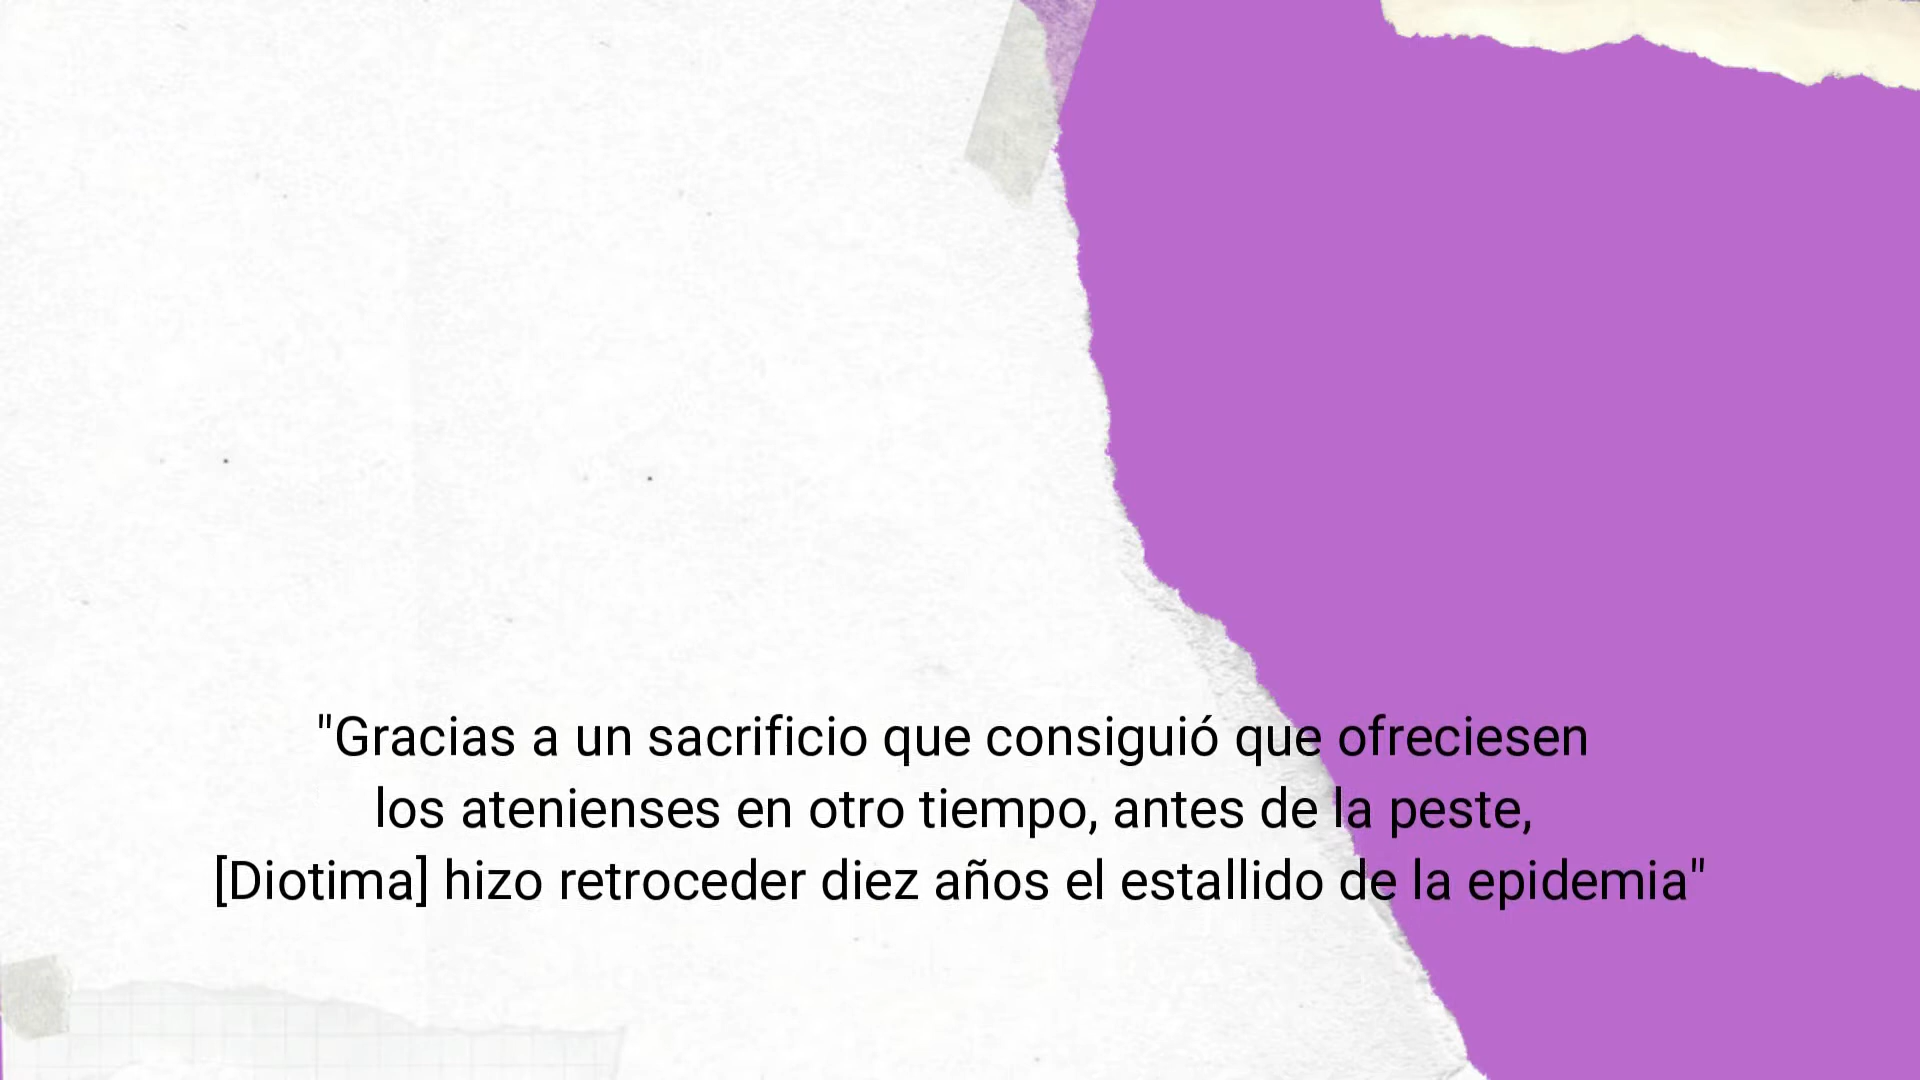 "Gracias a un sacrificio que consiguió que ofreciesen
los atenienses en otro tiempo, antes de la peste,
[Diotima] hizo retroceder diez años el estallido de la epidemia"